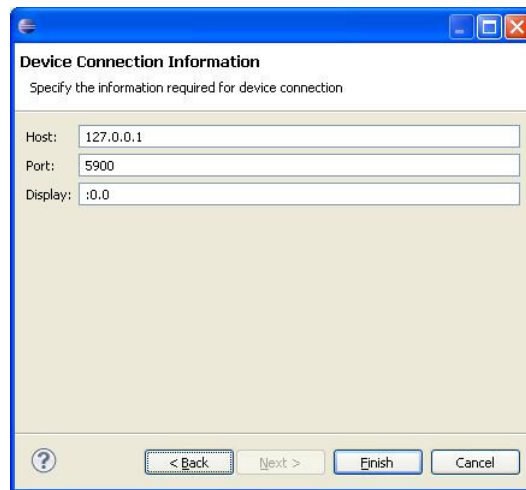 Device Connection Information
Specify the information required for device connection
Host: 127.0.0.1
Port: 5900
Display: :0.0
? < Back Next > Finish Cancel